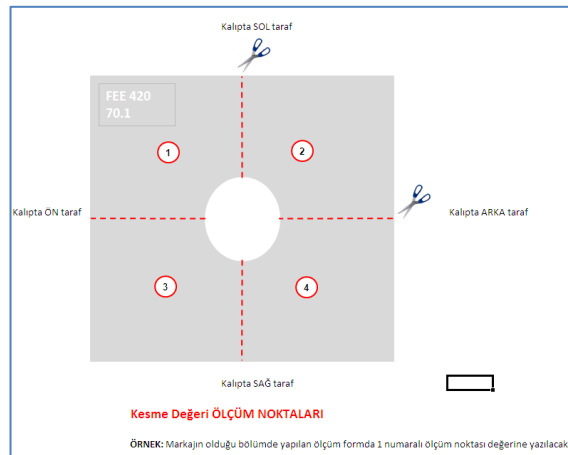 Kalıpta SOL taraf
FEE 420
70.1
1
2
Kalıpta ÖN taraf
Kalıpta ARKA taraf
3
4
Kalıpta SAĞ taraf
Kesme Değeri ÖLÇÜM NOKTALARI
ÖRNEK: Markajın olduğu bölümde yapılan ölçüm formda 1 numaralı ölçüm noktası değerine yazılacak